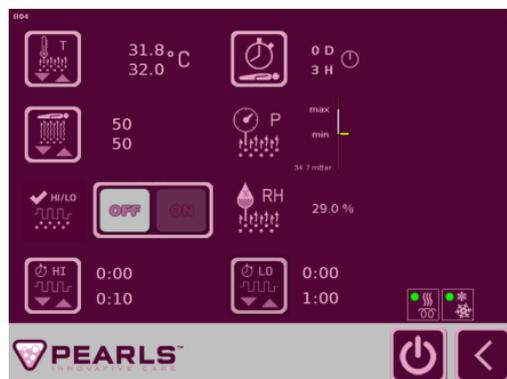 804
T
31.8 °C
32.0
0 D
3 H
50
50
P
max
min
34.7 mBar
HI/LO
OFF ON
RH
29.0 %
HI
0:00
0:10
LO
0:00
1:00
PEARLS™
INNOVATIVE CARE